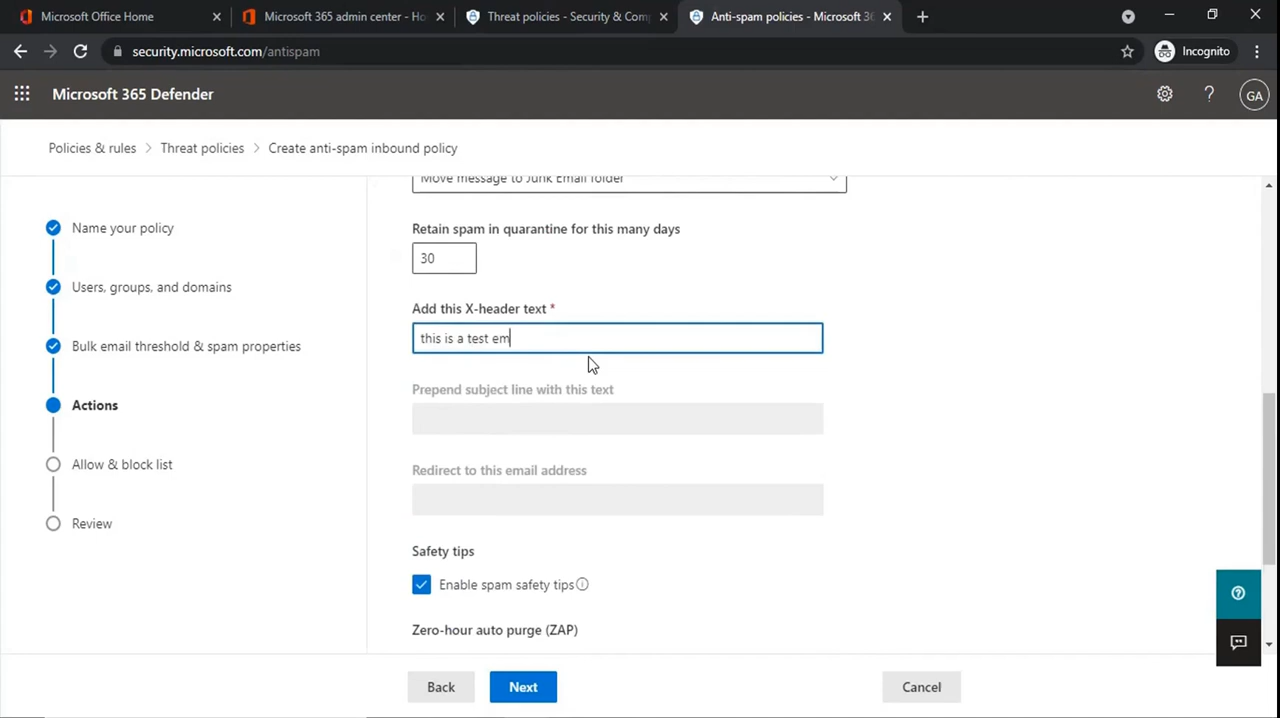 Microsoft Office Home
Microsoft 365 admin center - Ho
Threat policies - Security & Comp
Anti-spam policies - Microsoft 36
security.microsoft.com/antispam
Incognito
Microsoft 365 Defender
GA
Policies & rules > Threat policies > Create anti-spam inbound policy
Move message to Junk Email folder
Name your policy
Retain spam in quarantine for this many days
30
Users, groups, and domains
Add this X-header text *
this is a test em
Bulk email threshold & spam properties
Prepend subject line with this text
Actions
Allow & block list
Redirect to this email address
Review
Safety tips
Enable spam safety tips
Zero-hour auto purge (ZAP)
Back
Next
Cancel